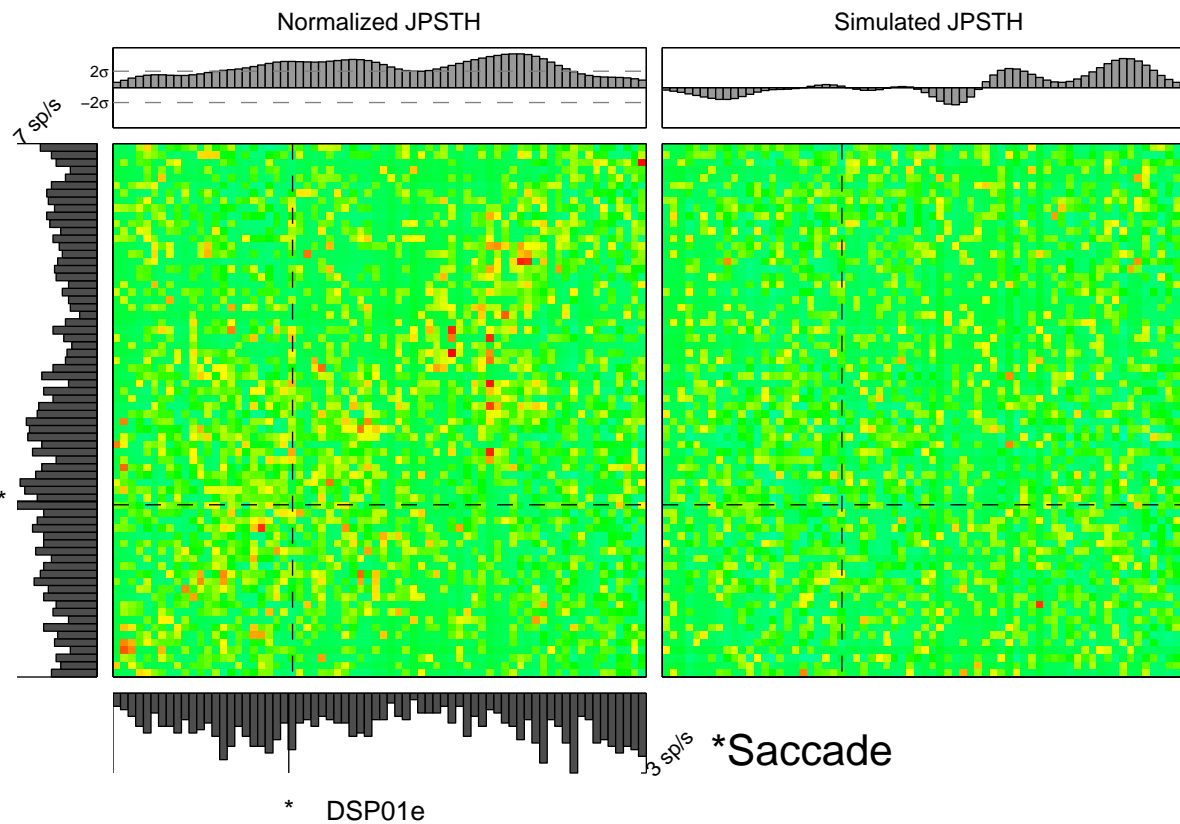 Normalized JPSTH
Simulated JPSTH
2σ
−2σ
7 sp/s
*
3 sp/s
*Saccade
* DSP01e